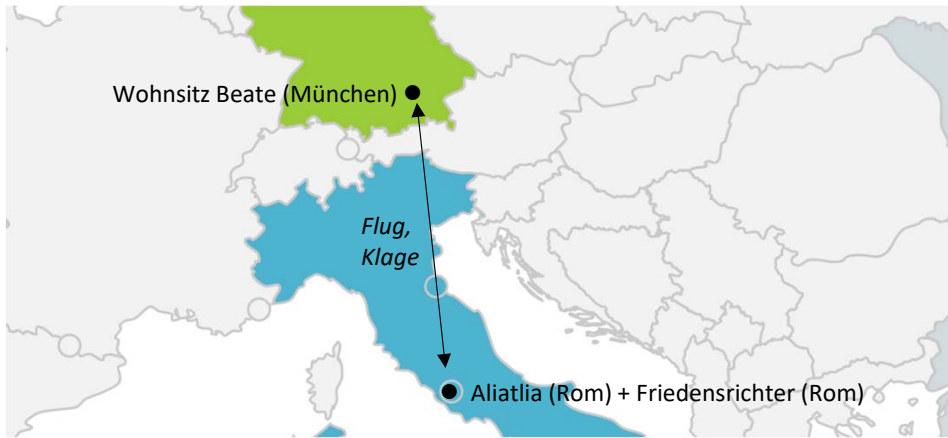 Wohnsitz Beate (München)
Flug,
Klage
Aliatlia (Rom) + Friedensrichter (Rom)